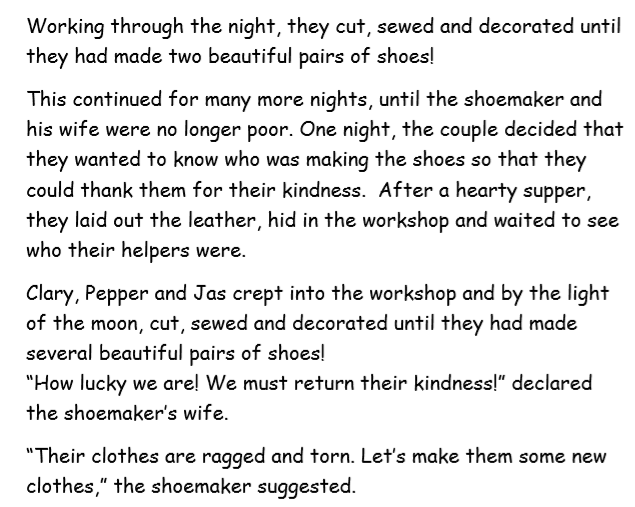 Working through the night, they cut, sewed and decorated until
they had made two beautiful pairs of shoes!
This continued for many more nights, until the shoemaker and
his wife were no longer poor. One night, the couple decided that
they wanted to know who was making the shoes so that they
could thank them for their kindness.  After a hearty supper,
they laid out the leather, hid in the workshop and waited to see
who their helpers were.
Clary, Pepper and Jas crept into the workshop and by the light
of the moon, cut, sewed and decorated until they had made
several beautiful pairs of shoes!
“How lucky we are! We must return their kindness!” declared
the shoemaker’s wife.
“Their clothes are ragged and torn. Let’s make them some new
clothes,” the shoemaker suggested.